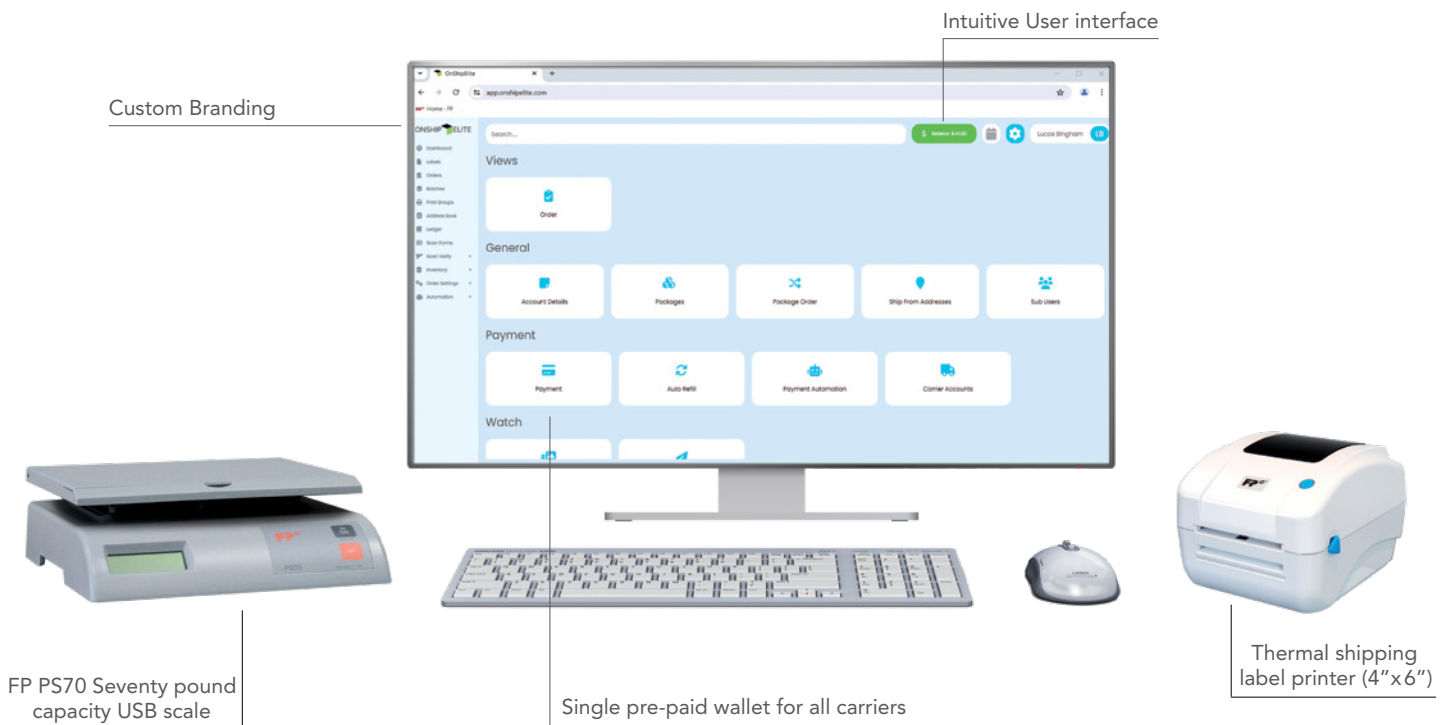 Intuitive User interface
Custom Branding
OnShipElite
app.onshipelite.com
FP Home - FP
ONSHIP ELITE
Search...
Lucas Bingham
LB
Dashboard
Labels
Orders
Batches
Print Groups
Address Book
Ledger
Scan Forms
Scan Verify
Inventory
Order Settings
Automation
Views
Order
General
Account Details
Packages
Package Order
Ship From Addresses
Sub Users
Payment
Payment
Auto Refill
Payment Automation
Carrier Accounts
Watch
FP
PS70
FP
FP PS70 Seventy pound
capacity USB scale
Single pre-paid wallet for all carriers
Thermal shipping
label printer (4”x6”)